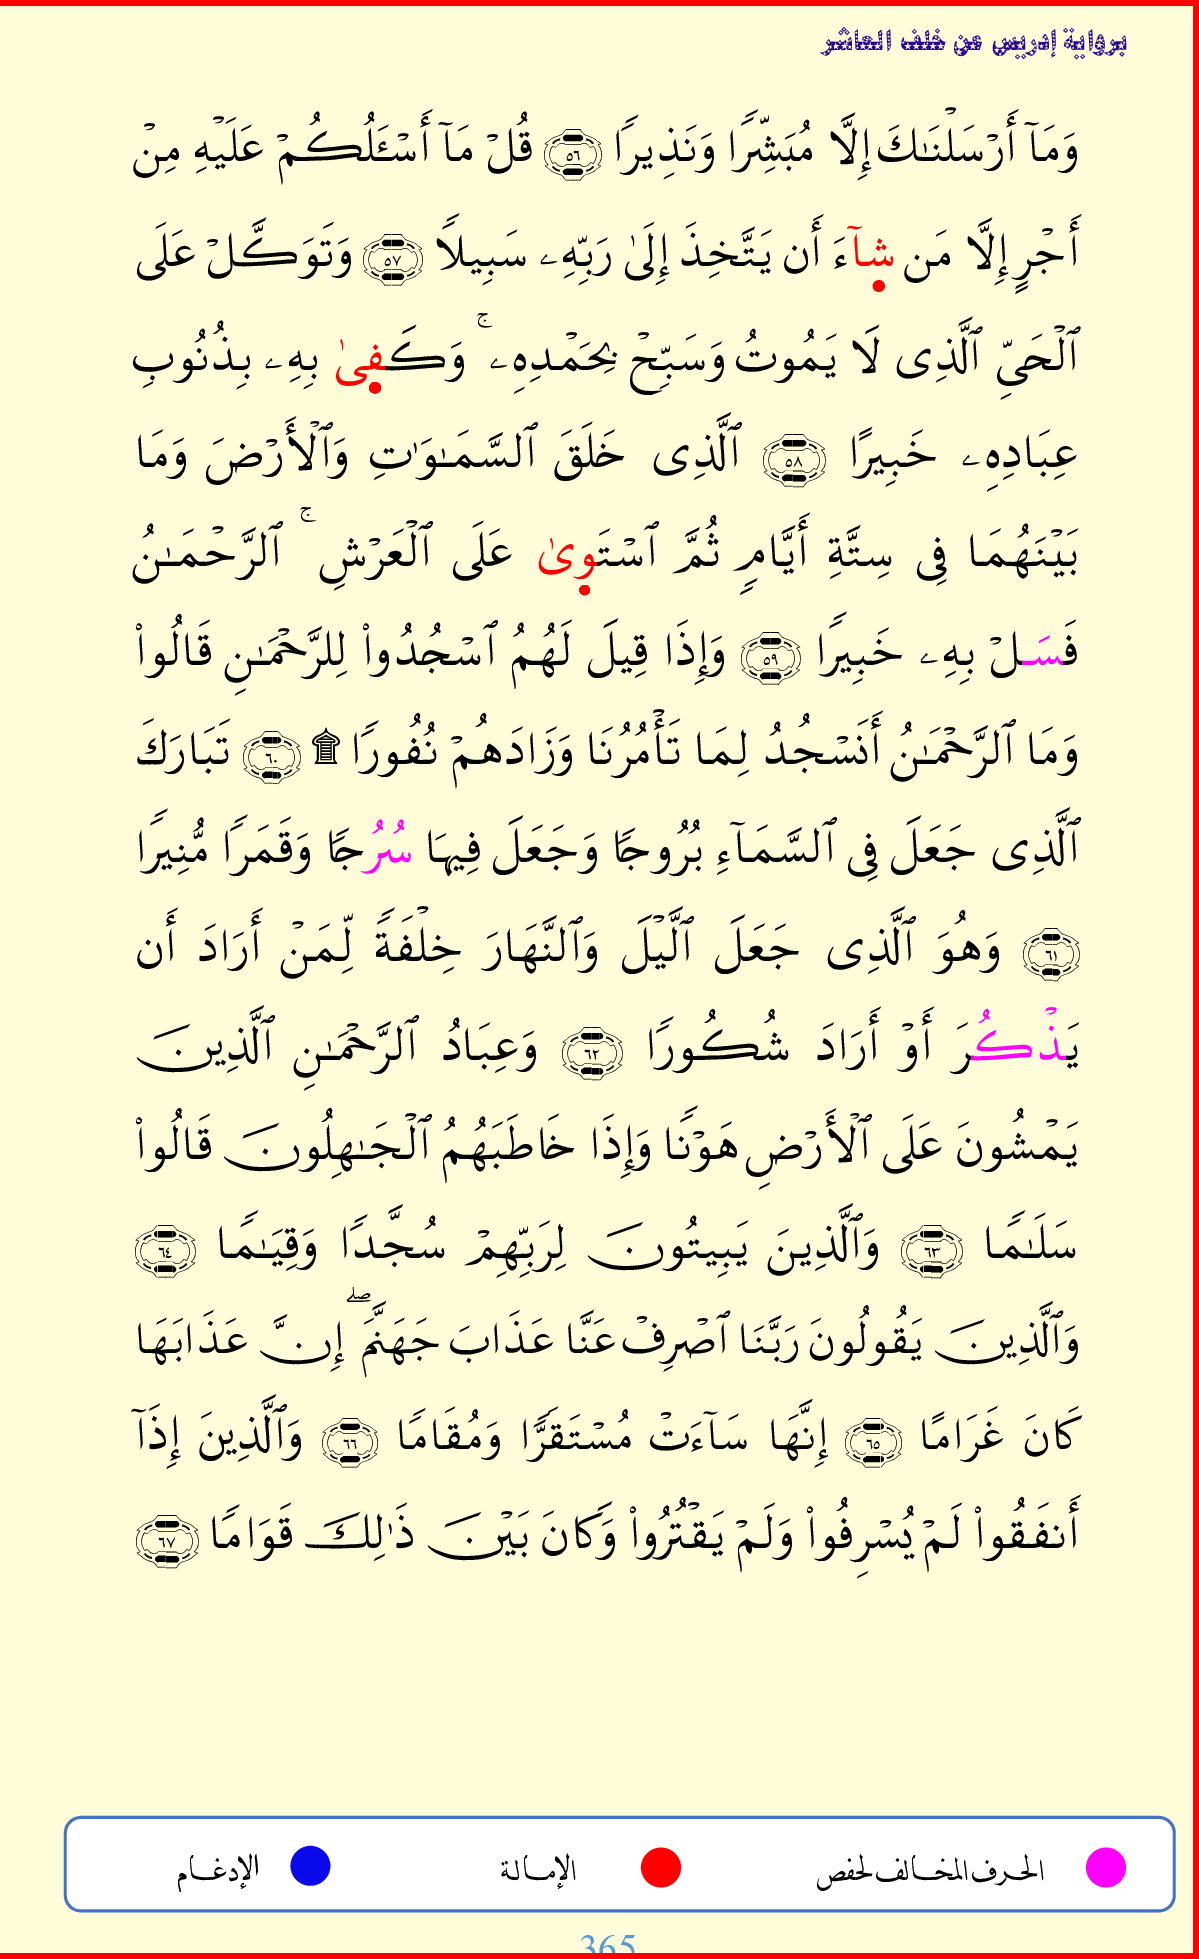 برواية إدريس عن خلف العاشر
وَمَآ أَرۡسَلۡنَٰكَ إِلَّا مُبَشِّرٗا وَنَذِيرٗا ٥٦ قُلۡ مَآ أَسۡـَٔلُكُمۡ عَلَيۡهِ مِنۡ
أَجۡرٍ إِلَّا مَن شَآءَ أَن يَتَّخِذَ إِلَىٰ رَبِّهِۦ سَبِيلٗا ٥٧ وَتَوَكَّلۡ عَلَى
ٱلۡحَيِّ ٱلَّذِي لَا يَمُوتُ وَسَبِّحۡ بِحَمۡدِهِۦۚ وَكَفِىٰ بِهِۦ بِذُنُوبِ
عِبَادِهِۦ خَبِيرًا ٥٨ ٱلَّذِي خَلَقَ ٱلسَّمَٰوَٰتِ وَٱلۡأَرۡضَ وَمَا
بَيۡنَهُمَا فِي سِتَّةِ أَيَّامٖ ثُمَّ ٱسۡتَوِىٰ عَلَى ٱلۡعَرۡشِۚ ٱلرَّحۡمَٰنُ
فَسَلۡ بِهِۦ خَبِيرٗا ٥٩ وَإِذَا قِيلَ لَهُمُ ٱسۡجُدُواْ لِلرَّحۡمَٰنِ قَالُواْ
وَمَا ٱلرَّحۡمَٰنُ أَنَسۡجُدُ لِمَا تَأۡمُرُنَا وَزَادَهُمۡ نُفُورٗا ۩ ٦٠ تَبَارَكَ
ٱلَّذِي جَعَلَ فِي ٱلسَّمَآءِ بُرُوجٗا وَجَعَلَ فِيهَا سُرُجٗا وَقَمَرٗا مُّنِيرٗا
٦١ وَهُوَ ٱلَّذِي جَعَلَ ٱلَّيۡلَ وَٱلنَّهَارَ خِلۡفَةٗ لِّمَنۡ أَرَادَ أَن
يَذۡكُرَ أَوۡ أَرَادَ شُكُورٗا ٦٢ وَعِبَادُ ٱلرَّحۡمَٰنِ ٱلَّذِينَ
يَمۡشُونَ عَلَى ٱلۡأَرۡضِ هَوۡنٗا وَإِذَا خَاطَبَهُمُ ٱلۡجَٰهِلُونَ قَالُواْ
سَلَٰمٗا ٦٣ وَٱلَّذِينَ يَبِيتُونَ لِرَبِّهِمۡ سُجَّدٗا وَقِيَٰمٗا ٦٤
وَٱلَّذِينَ يَقُولُونَ رَبَّنَا ٱصۡرِفۡ عَنَّا عَذَابَ جَهَنَّمَۖ إِنَّ عَذَابَهَا
كَانَ غَرَامًا ٦٥ إِنَّهَا سَآءَتۡ مُسۡتَقَرّٗا وَمُقَامٗا ٦٦ وَٱلَّذِينَ إِذَآ
أَنفَقُواْ لَمۡ يُسۡرِفُواْ وَلَمۡ يَقۡتُرُواْ وَكَانَ بَيۡنَ ذَٰلِكَ قَوَامٗا ٦٧
الحرف المخالف لحفص الإمالة الإدغام
365